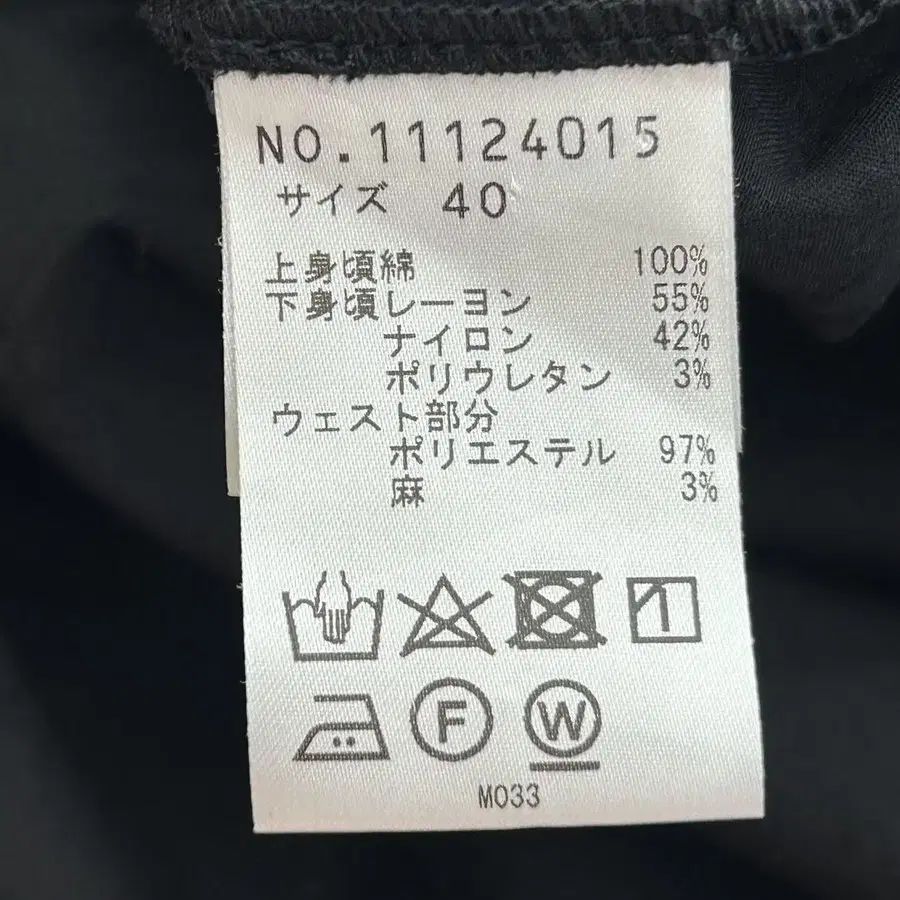 NO.11124015
サイズ 40
上身頃綿 100%
下身頃レーヨン 55%
ナイロン 42%
ポリウレタン 3%
ウェスト部分
ポリエステル 97%
麻 3%
F W
M033